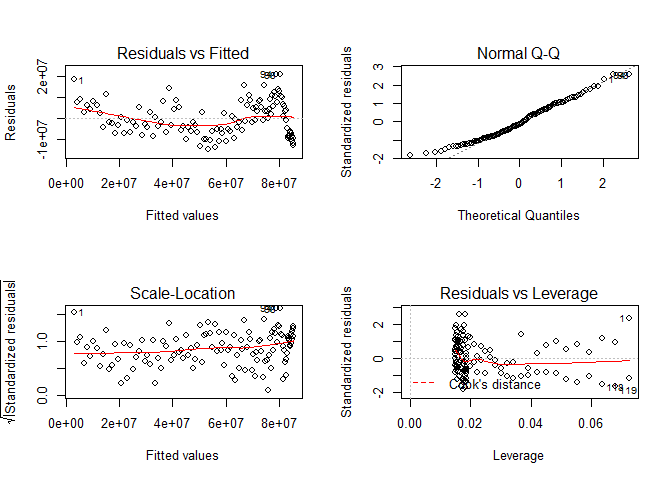 Residuals vs Fitted
Residuals
-1e+07
2e+07
1
0e+00 2e+07 4e+07 6e+07 8e+07
Fitted values
Normal Q-Q
Standardized residuals
-2 0 1 2 3
1
-2 -1 0 1 2
Theoretical Quantiles
Scale-Location
√|Standardized residuals|
0.0 1.0
1
0e+00 2e+07 4e+07 6e+07 8e+07
Fitted values
Residuals vs Leverage
Standardized residuals
-2 0 2
1
119
Cook's distance
0.00 0.02 0.04 0.06
Leverage